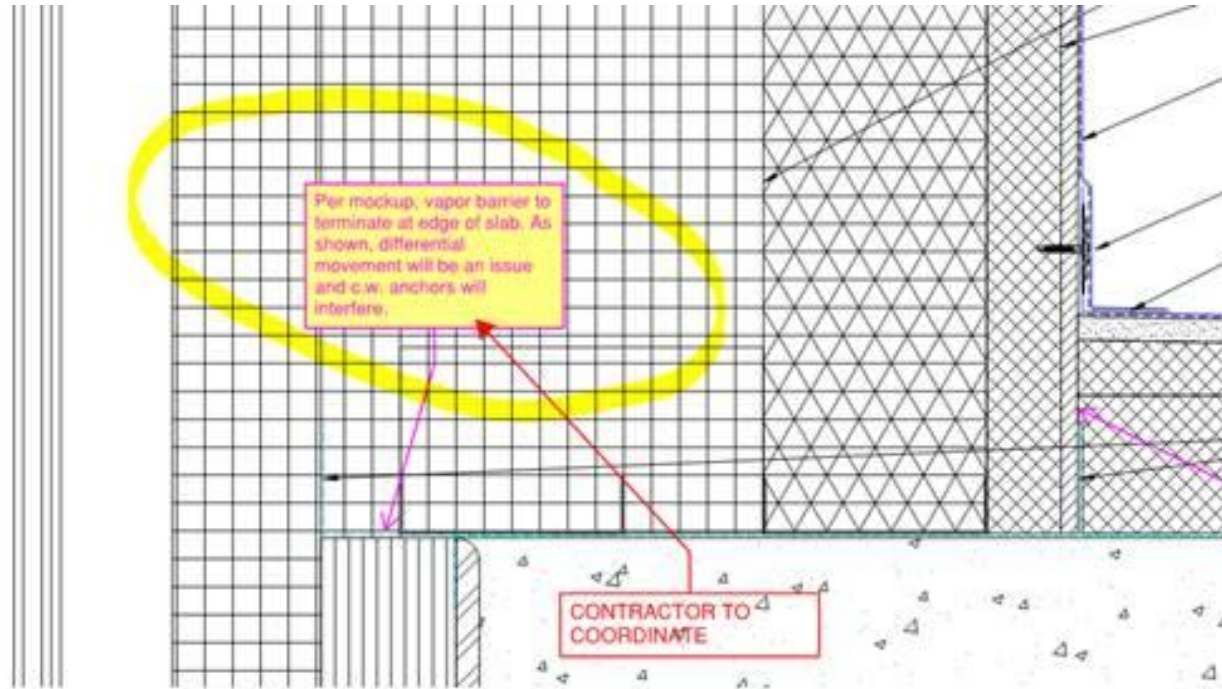 Per mockup, vapor barrier to
terminate at edge of slab. As
shown, differential
movement will be an issue
and c.w. anchors will
interfere.
CONTRACTOR TO
COORDINATE